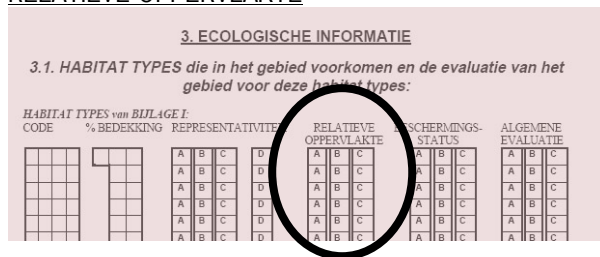 RELATIEVE OPPERVLAKTE
3. ECOLOGISCHE INFORMATIE
3.1. HABITAT TYPES die in het gebied voorkomen en de evaluatie van het
gebied voor deze habitat types:
HABITAT TYPES van BIJLAGE I:
CODE % BEDEKKING REPRESENTATIVITEIT RELATIEVE BESCHERMINGS- ALGEMENE
OPPERVLAKTE STATUS EVALUATIE
A B C D A B C A B C A B C
A B C D A B C A B C A B C
A B C D A B C A B C A B C
A B C D A B C A B C A B C
A B C D A B C A B C A B C
A B C D A B C A B C A B C